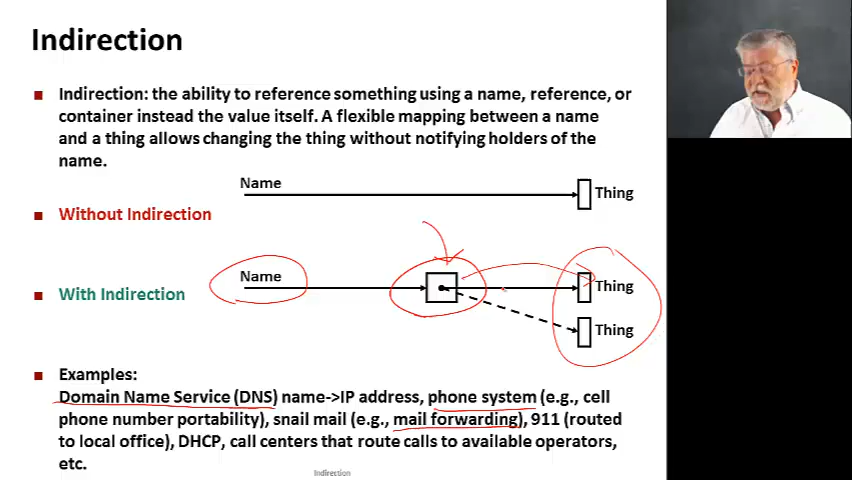 Indirection
Indirection: the ability to reference something using a name, reference, or
container instead the value itself. A flexible mapping between a name
and a thing allows changing the thing without notifying holders of the
name.
Name
Thing
Without Indirection
Name
Thing
With Indirection
Thing
Examples:
Domain Name Service (DNS) name->IP address, phone system (e.g., cell
phone number portability), snail mail (e.g., mail forwarding), 911 (routed
to local office), DHCP, call centers that route calls to available operators,
etc.
Indirection